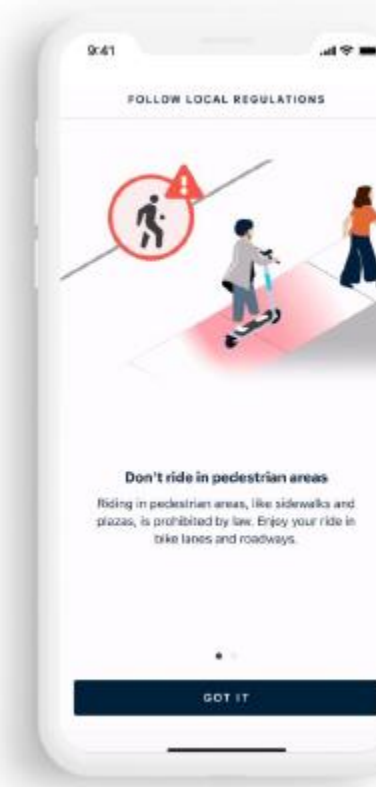 9:41
FOLLOW LOCAL REGULATIONS
Don't ride in pedestrian areas
Riding in pedestrian areas, like sidewalks and
plazas, is prohibited by law. Enjoy your ride in
bike lanes and roadways.
GOT IT